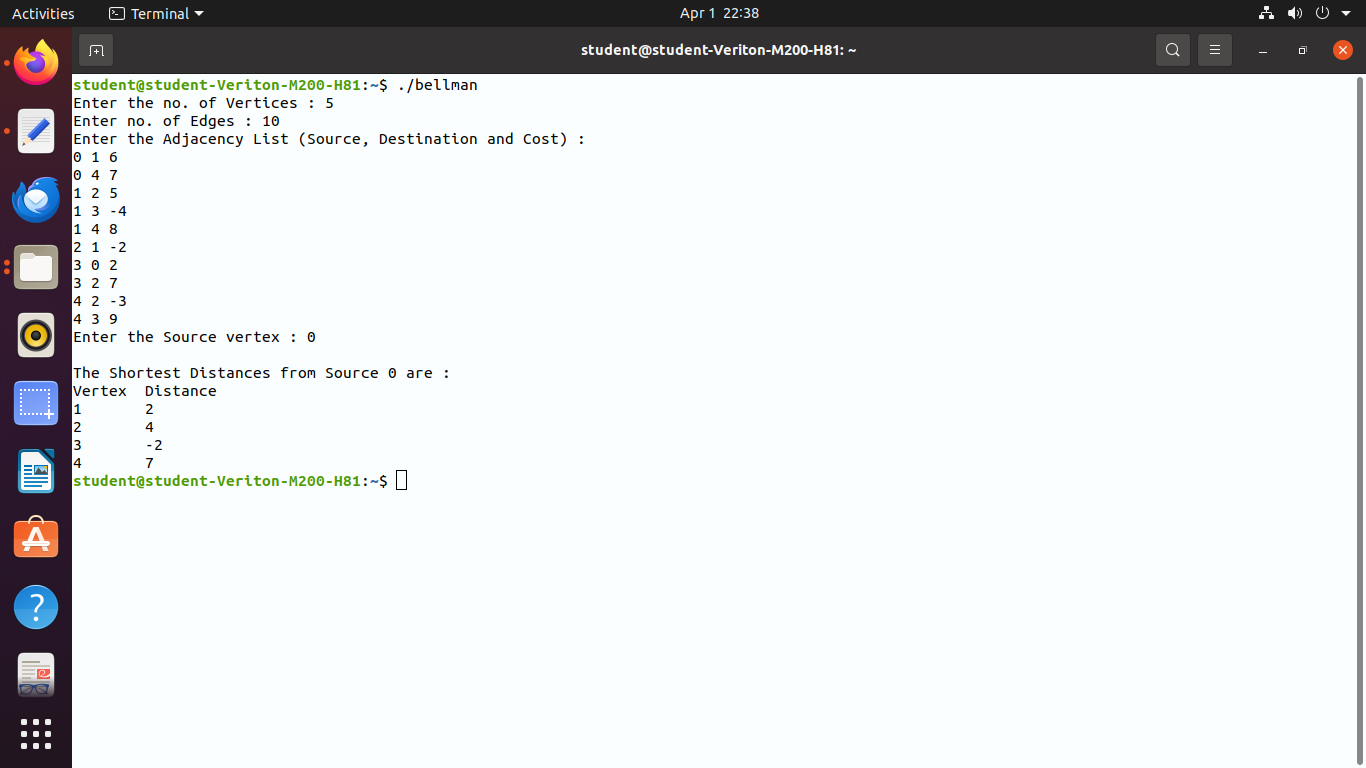 Activities Terminal Apr 1 22:38
student@student-Veriton-M200-H81: ~
student@student-Veriton-M200-H81:~$ ./bellman
Enter the no. of Vertices : 5
Enter no. of Edges : 10
Enter the Adjacency List (Source, Destination and Cost) :
0 1 6
0 4 7
1 2 5
1 3 -4
1 4 8
2 1 -2
3 0 2
3 2 7
4 2 -3
4 3 9
Enter the Source vertex : 0

The Shortest Distances from Source 0 are :
Vertex  Distance
1       2
2       4
3       -2
4       7
student@student-Veriton-M200-H81:~$